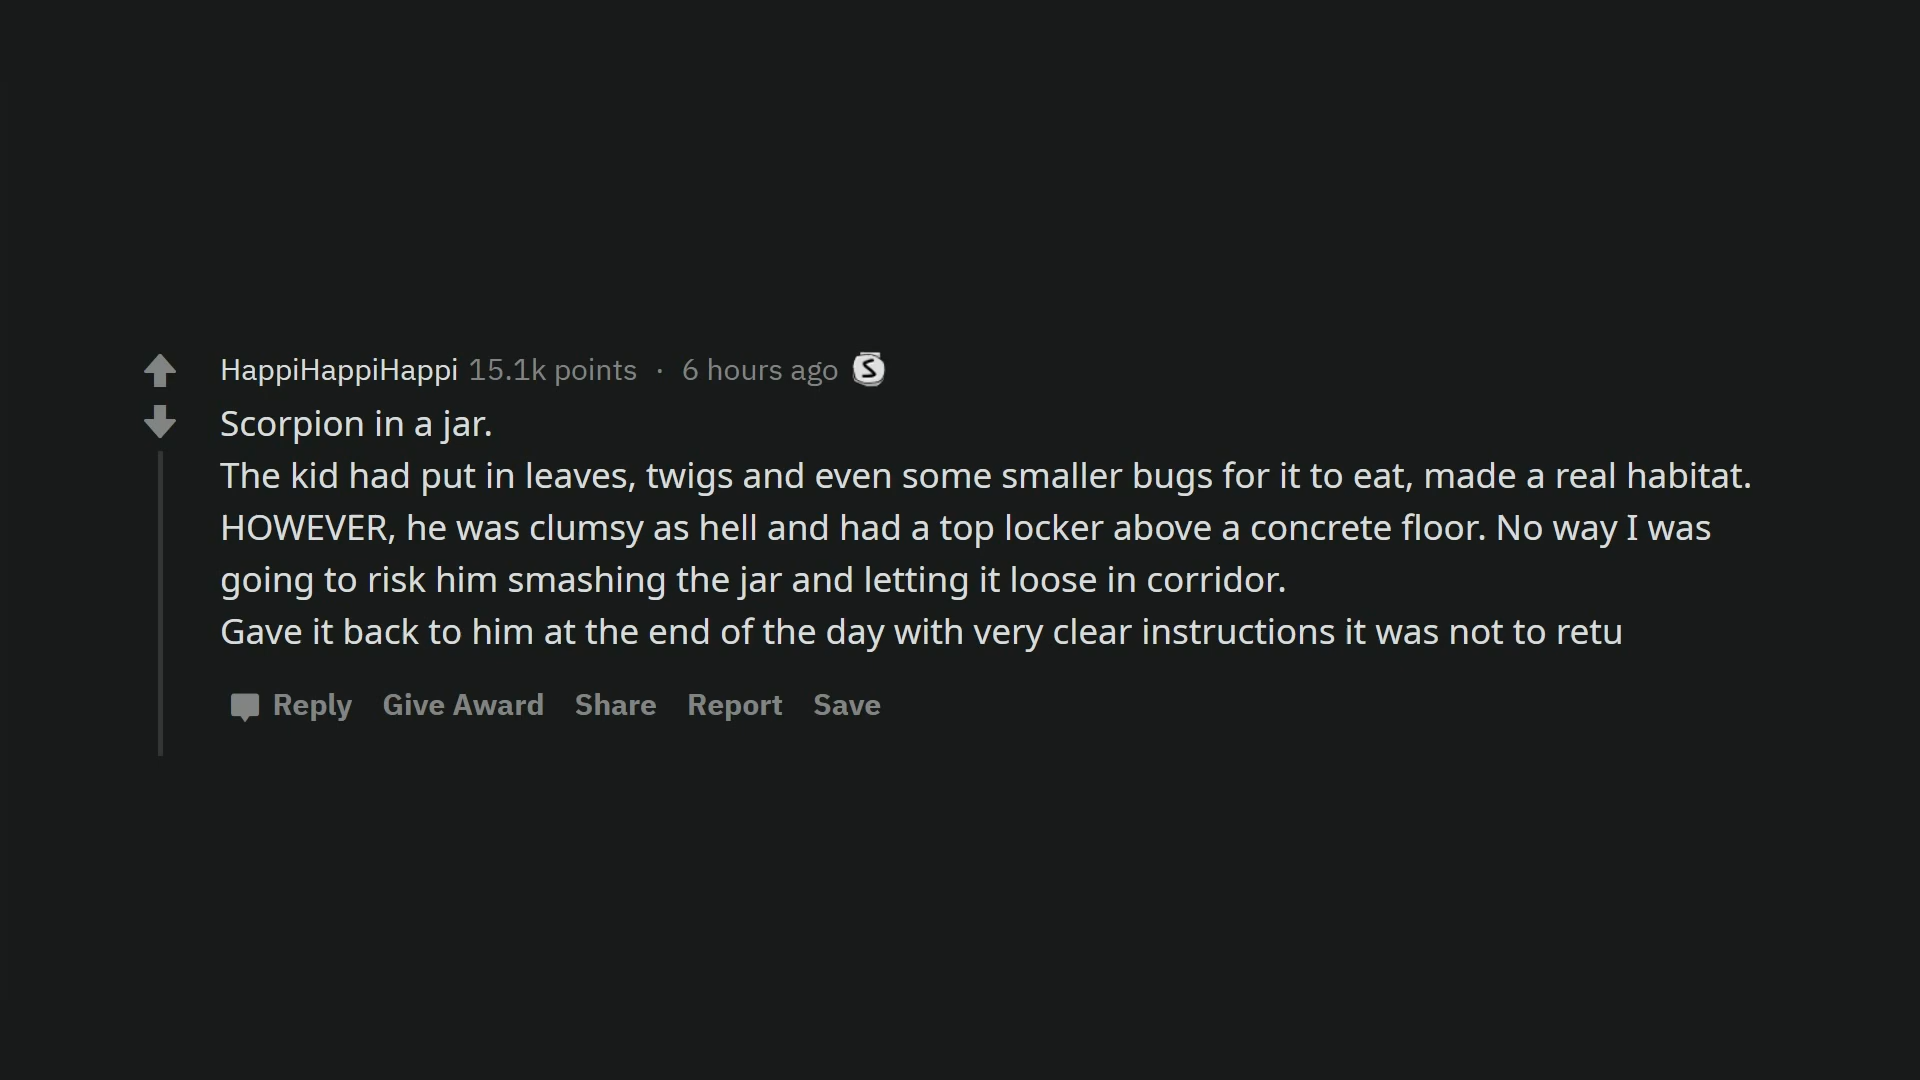 HappiHappiHappi 15.1k points · 6 hours ago S
Scorpion in a jar.
The kid had put in leaves, twigs and even some smaller bugs for it to eat, made a real habitat.
HOWEVER, he was clumsy as hell and had a top locker above a concrete floor. No way I was
going to risk him smashing the jar and letting it loose in corridor.
Gave it back to him at the end of the day with very clear instructions it was not to retu
Reply Give Award Share Report Save